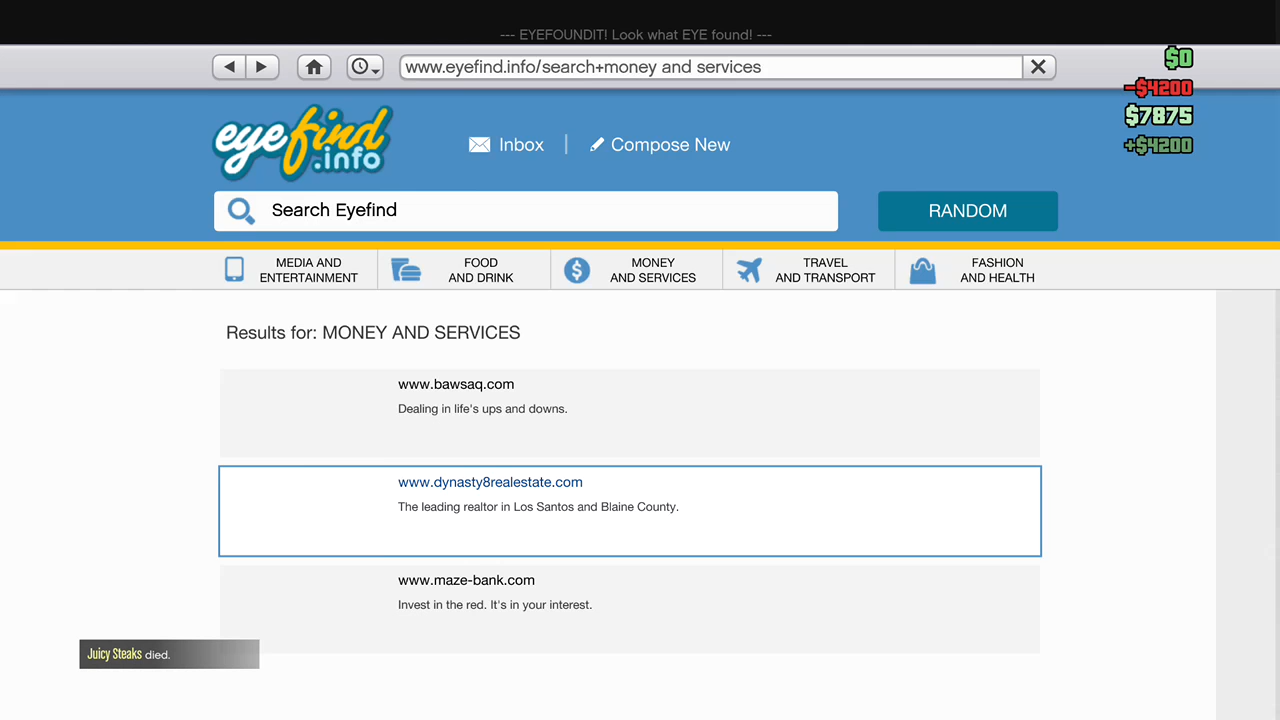 --- EYEFOUNDIT! Look what EYE found! ---
www.eyefind.info/search+money and services
$0
-$4200
$7875
+$4200
eyefind
.info
Inbox
Compose New
Search Eyefind
RANDOM
MEDIA AND
ENTERTAINMENT
FOOD
AND DRINK
MONEY
AND SERVICES
TRAVEL
AND TRANSPORT
FASHION
AND HEALTH
Results for: MONEY AND SERVICES
www.bawsaq.com
Dealing in life's ups and downs.
www.dynasty8realestate.com
The leading realtor in Los Santos and Blaine County.
www.maze-bank.com
Invest in the red. It's in your interest.
Juicy Steaks died.